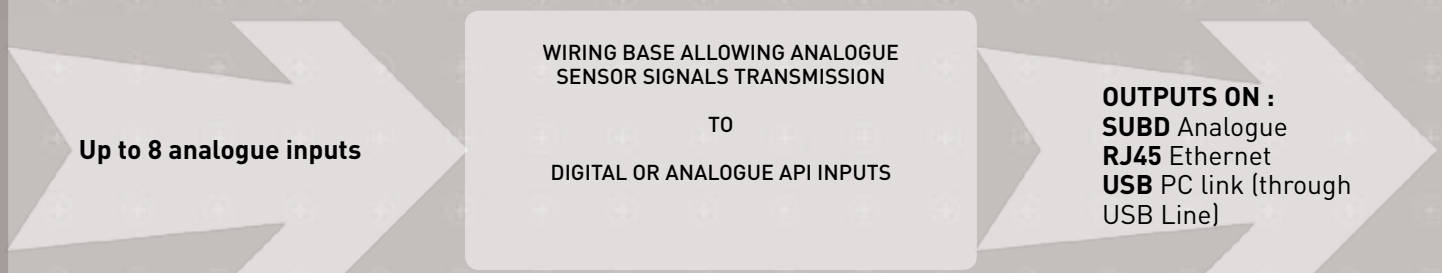 Up to 8 analogue inputs
WIRING BASE ALLOWING ANALOGUE
SENSOR SIGNALS TRANSMISSION
TO
DIGITAL OR ANALOGUE API INPUTS
OUTPUTS ON :
SUBD Analogue
RJ45 Ethernet
USB PC link (through
USB Line)